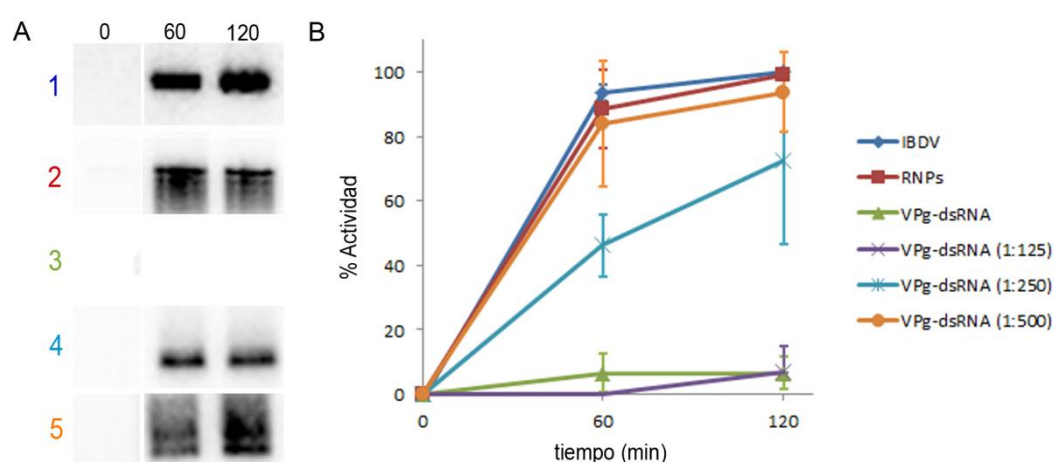 A
0 60 120
1
2
3
4
5
B
% Actividad
100
80
60
40
20
0
0 60 120
tiempo (min)
IBDV
RNPs
VPg-dsRNA
VPg-dsRNA (1:125)
VPg-dsRNA (1:250)
VPg-dsRNA (1:500)